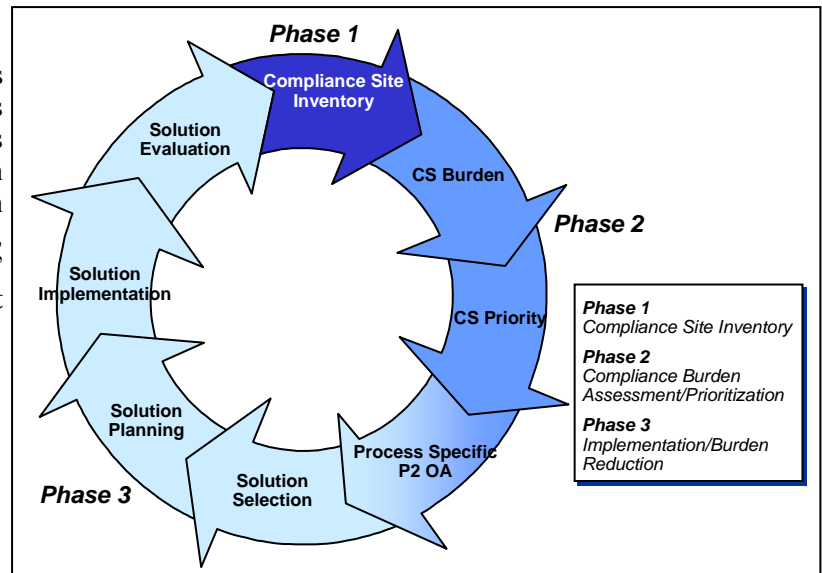 Phase 1
Compliance Site
Inventory
CS Burden
Phase 2
CS Priority
Process Specific
P2 OA
Solution
Selection
Phase 3
Solution
Planning
Solution
Implementation
Solution
Evaluation
Phase 1
Compliance Site Inventory
Phase 2
Compliance Burden
Assessment/Prioritization
Phase 3
Implementation/Burden
Reduction